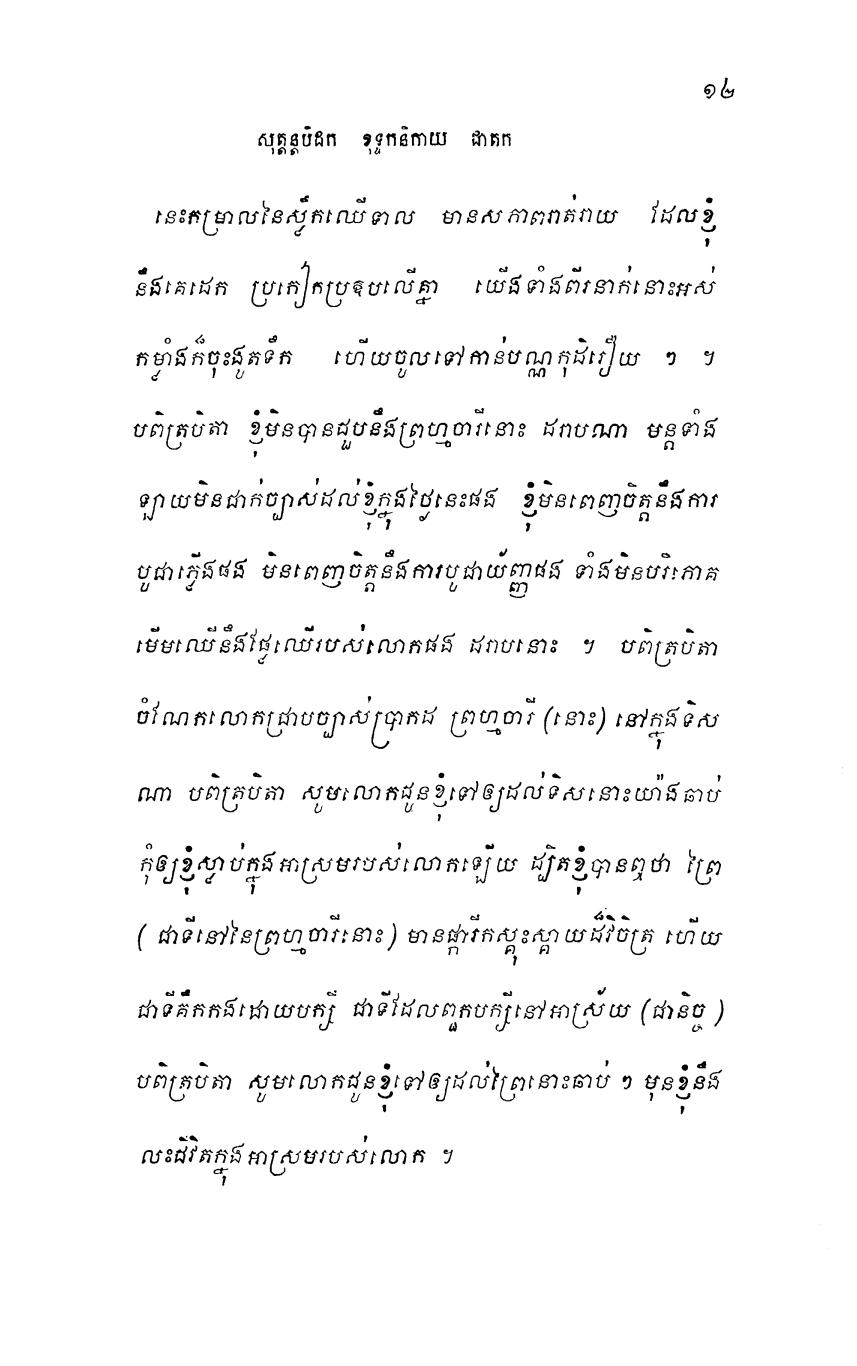 ១៤
សុត្តន្តបិដក ខុទ្ទកនិកាយ ជាតក
នេះកម្រាលនៃស្លឹកឈើទាល មានសភាពរាត់រាយ ដែលខ្ញុំ
នឹងគេដេក ប្រកៀកប្រឱបលើគ្នា យើងទាំងពីរនាក់នោះអស់
កម្លាំងក៏ចុះងូតទឹក ហើយចូលទៅកាន់បណ្ណកុដិរឿយ ៗ ។
បពិត្របិតា ខ្ញុំមិនបានជួបនឹងព្រហ្មចារីនោះ ដរាបណា មន្តទាំង
ឡាយមិនជាក់ច្បាស់ដល់ខ្ញុំក្នុងថ្ងៃនេះផង ខ្ញុំមិនពេញចិត្តនឹងការ
បូជាភ្លើងផង មិនពេញចិត្តនឹងការបូជាយ័ញ្ញផង ទាំងមិនបរិភោគ
មើមឈើនឹងផ្លែឈើរបស់លោកផង ដរាបនោះ ។ បពិត្របិតា
ចំណែកលោកជ្រាបច្បាស់ប្រាកដ ព្រហ្មចារី (នោះ) នៅក្នុងទិស
ណា បពិត្របិតា សូមលោកជូនខ្ញុំទៅឲ្យដល់ទិសនោះយ៉ាងឆាប់
កុំឲ្យខ្ញុំស្លាប់ក្នុងអាស្រមរបស់លោកឡើយ ដ្បិតខ្ញុំបានឮថា ព្រៃ
( ជាទីនៅនៃព្រហ្មចារីនោះ ) មានផ្ការីកស្គុះស្គាយដ៏វិចិត្រ ហើយ
ជាទីគឹកកងដោយបក្សី ជាទីដែលពួកបក្សីនៅអាស្រ័យ (ជានិច្ច )
បពិត្របិតា សូមលោកជូនខ្ញុំទៅឲ្យដល់ព្រៃនោះឆាប់ ៗ មុនខ្ញុំនឹង
លះជីវិតក្នុងអាស្រមរបស់លោក ។